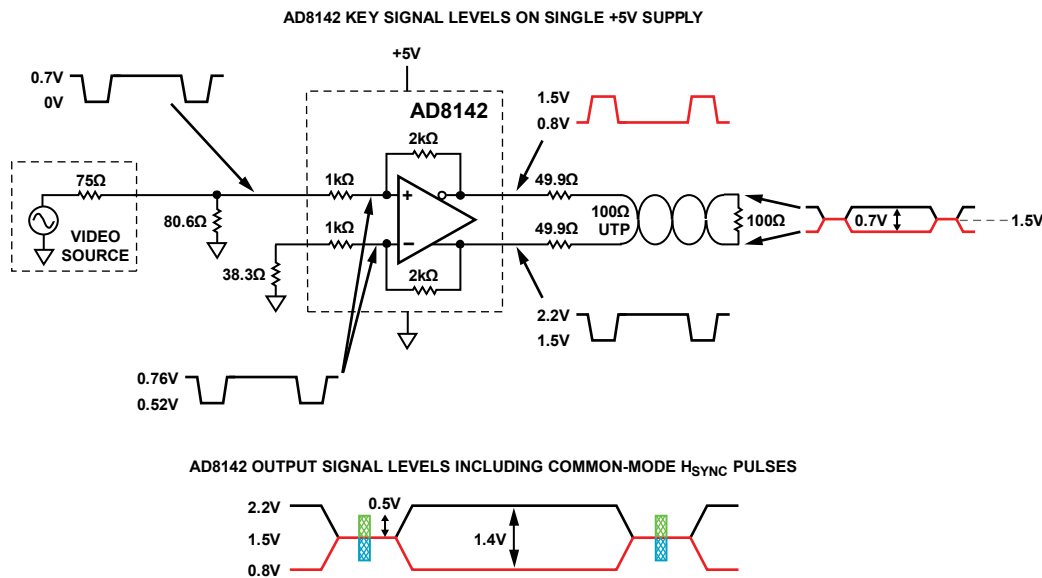 AD8142 KEY SIGNAL LEVELS ON SINGLE +5V SUPPLY
+5V
0.7V
0V
AD8142
1.5V
0.8V
2kΩ
75Ω
1kΩ
49.9Ω
+
80.6Ω
100Ω
UTP
100Ω
0.7V
1.5V
VIDEO
SOURCE
1kΩ
−
49.9Ω
38.3Ω
2kΩ
2.2V
1.5V
0.76V
0.52V
AD8142 OUTPUT SIGNAL LEVELS INCLUDING COMMON-MODE HSYNC PULSES
2.2V
0.5V
1.5V
1.4V
0.8V